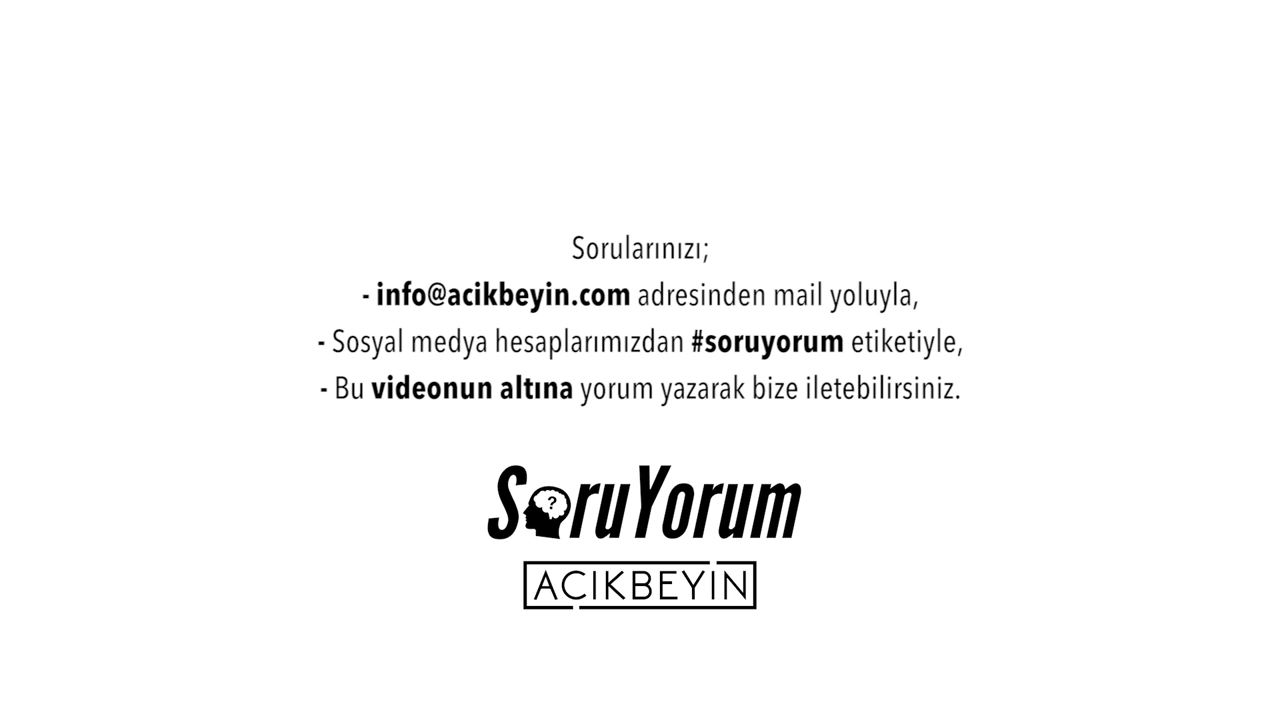 Sorularınızı;
- info@acikbeyin.com adresinden mail yoluyla,
- Sosyal medya hesaplarımızdan #soruyorum etiketiyle,
- Bu videonun altına yorum yazarak bize iletebilirsiniz.
SoruYorum
AÇIKBEYİN